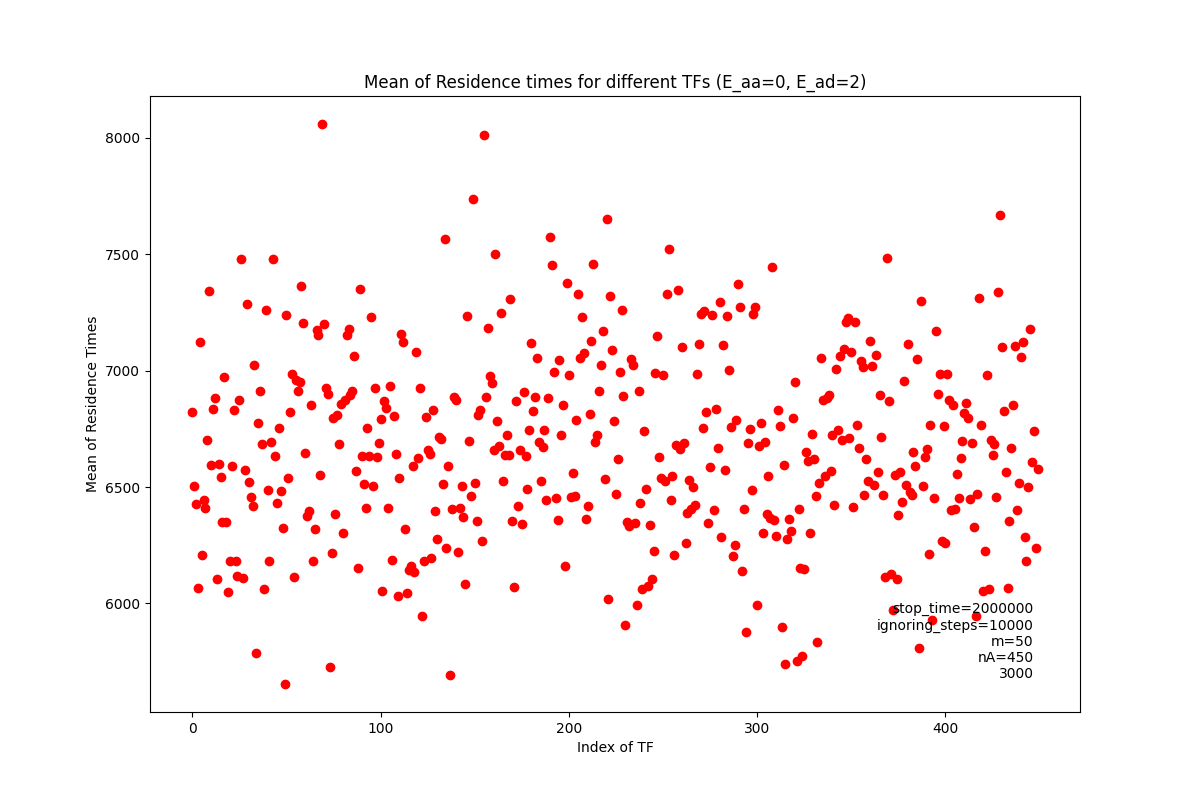 Mean of Residence times for different TFs (E_aa=0, E_ad=2)
Mean of Residence Times
8000
7500
7000
6500
6000
stop_time=2000000
ignoring_steps=10000
m=50
nA=450
3000
0 100 200 300 400
Index of TF